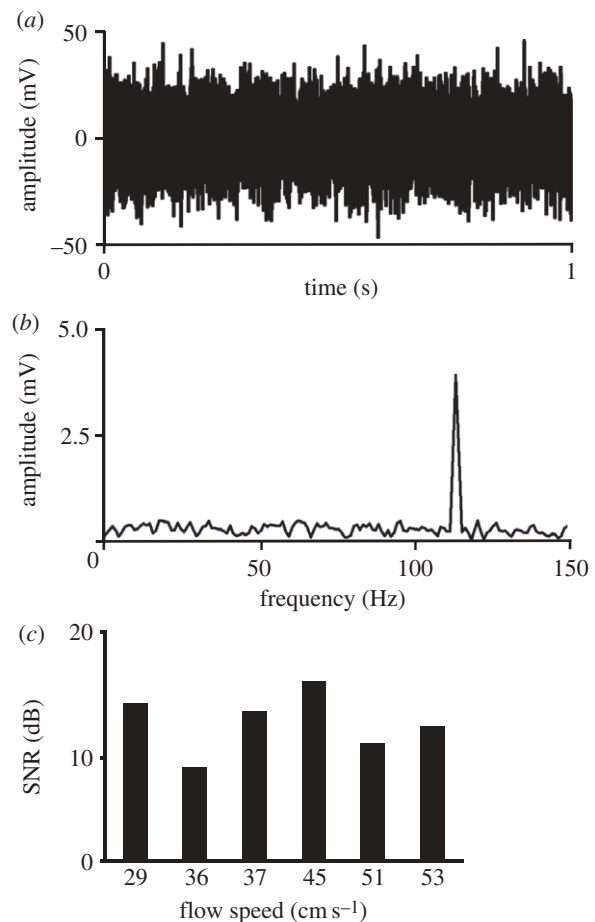 (a)
50
0
–50
amplitude (mV)
0 1
time (s)
(b)
5.0
2.5
0
amplitude (mV)
50 100 150
frequency (Hz)
(c)
20
10
0
SNR (dB)
29 36 37 45 51 53
flow speed (cm s–1)